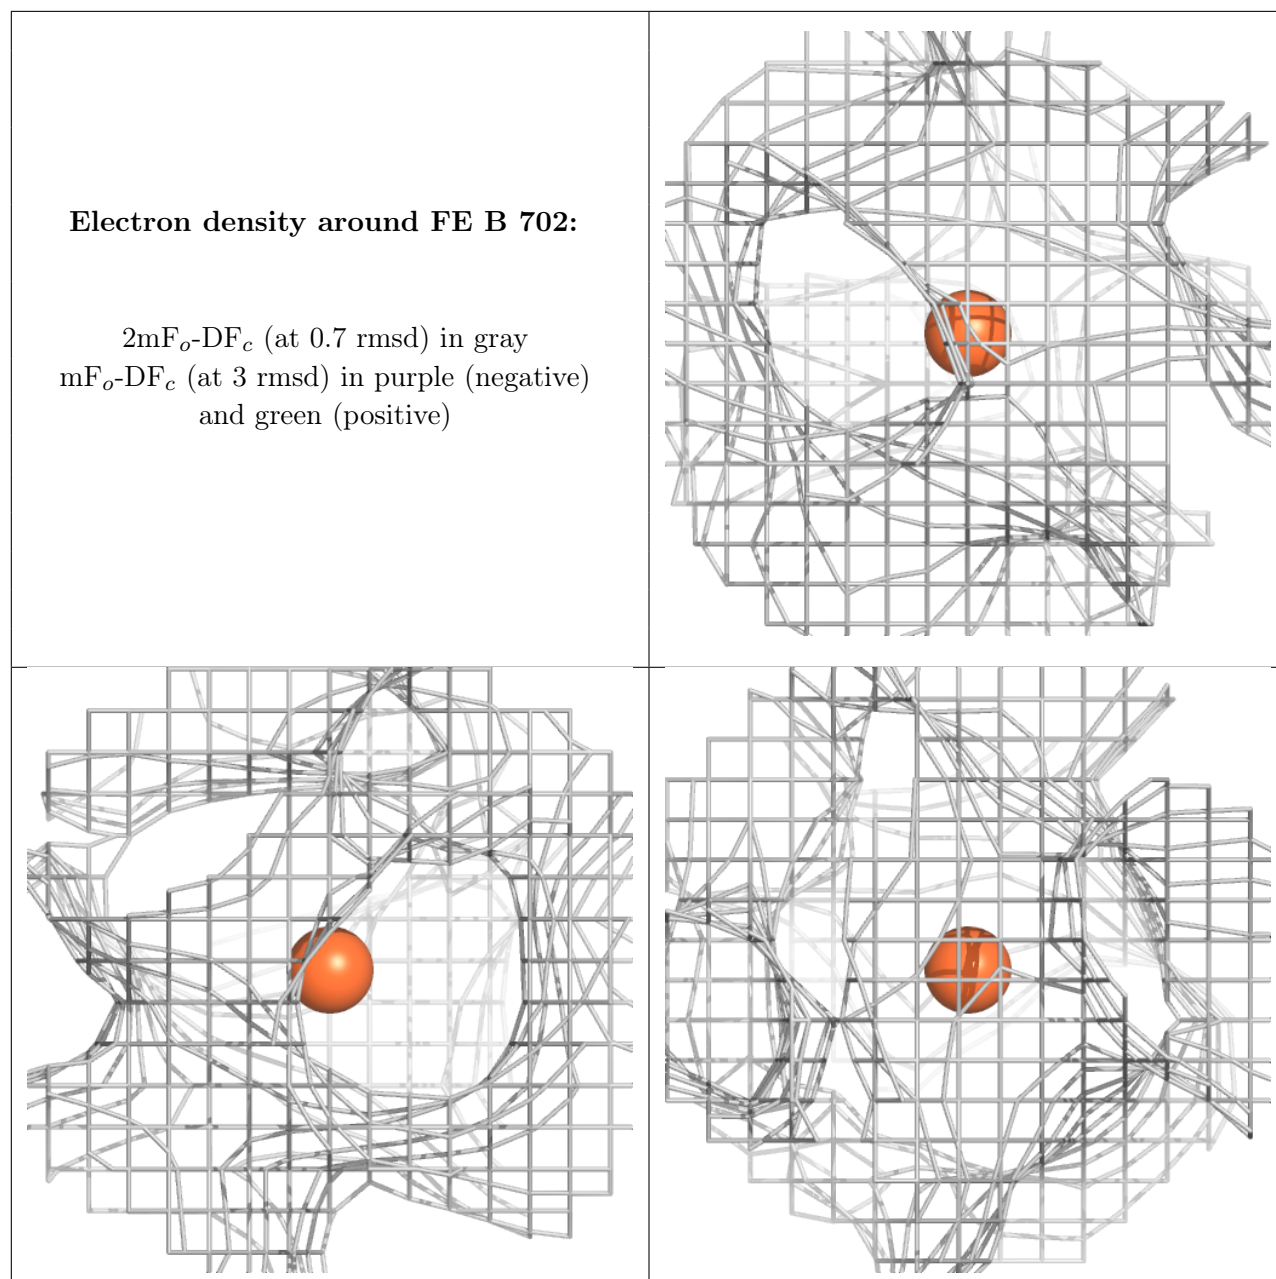 Electron density around FE B 702:
2mFₒ-DF𝒸 (at 0.7 rmsd) in gray
mFₒ-DF𝒸 (at 3 rmsd) in purple (negative)
and green (positive)